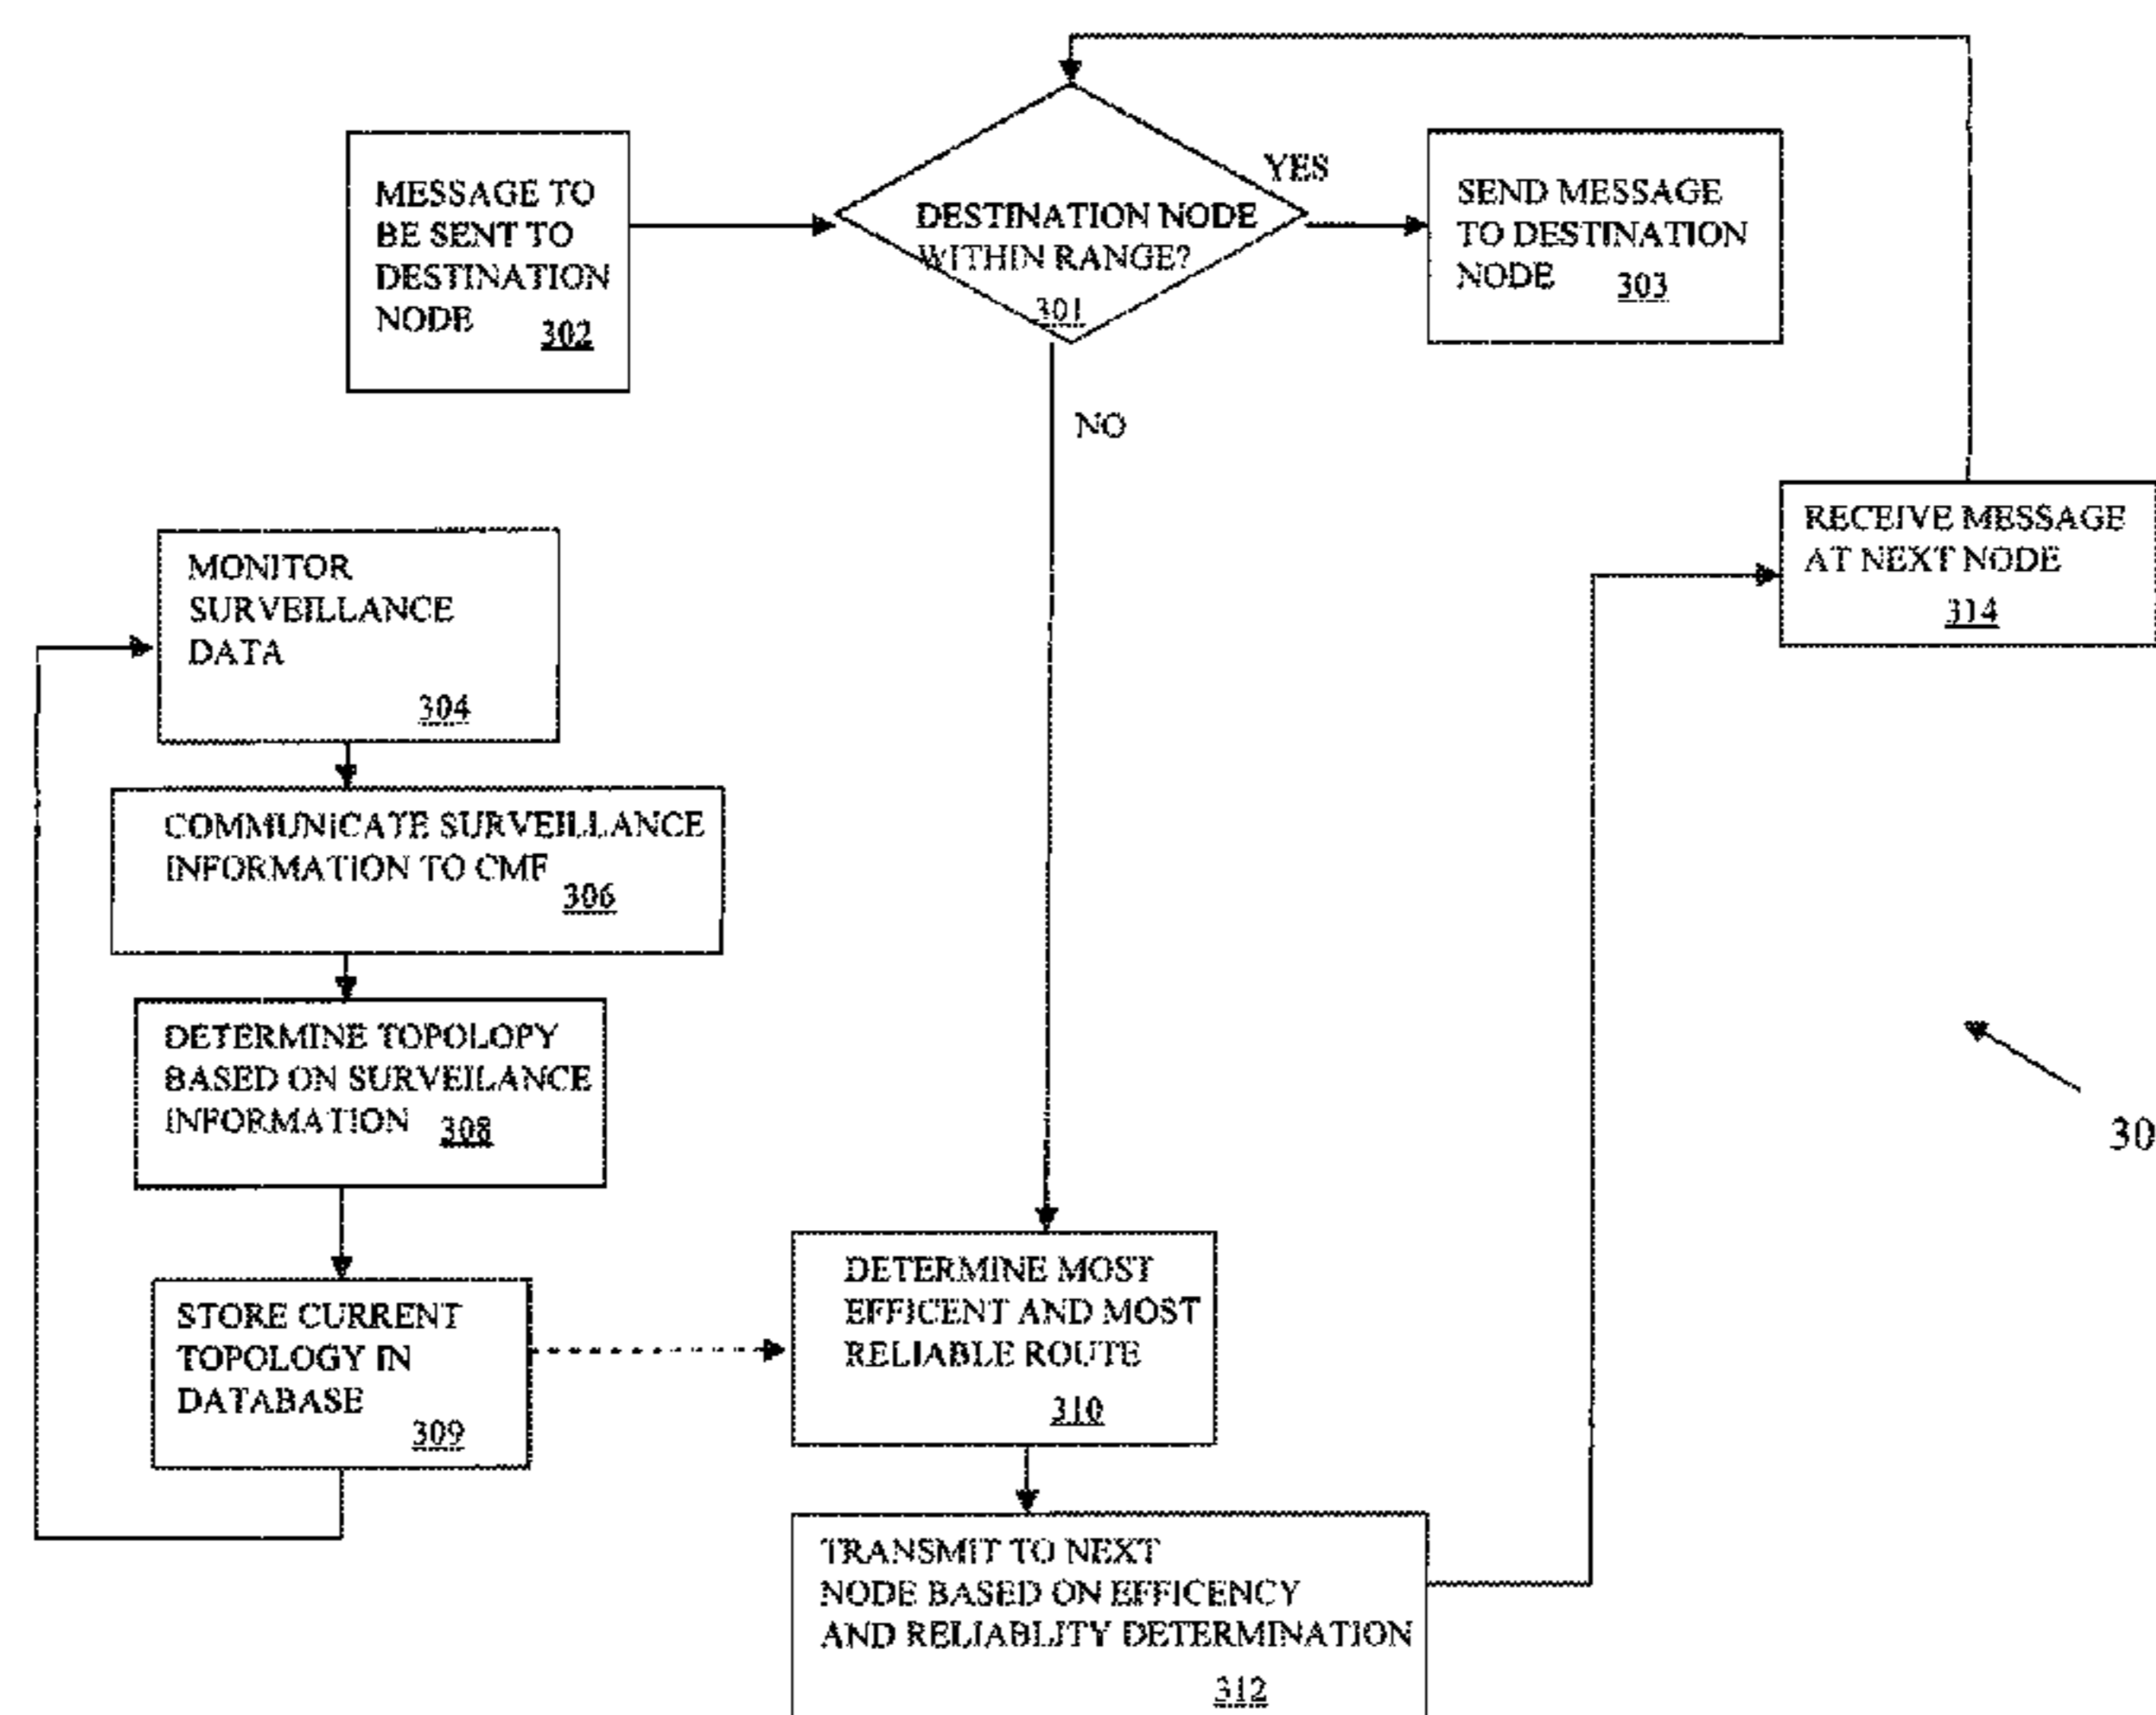 MESSAGE TO
BE SENT TO
DESTINATION
NODE 302
DESTINATION NODE
WITHIN RANGE?
301
YES
SEND MESSAGE
TO DESTINATION
NODE 303
NO
RECEIVE MESSAGE
AT NEXT NODE
314
MONITOR
SURVEILLANCE
DATA
304
COMMUNICATE SURVEILLANCE
INFORMATION TO CMF
306
DETERMINE TOPOLOPY
BASED ON SURVEILANCE
INFORMATION 308
STORE CURRENT
TOPOLOGY IN
DATABASE
309
DETERMINE MOST
EFFICENT AND MOST
RELIABLE ROUTE
310
TRANSMIT TO NEXT
NODE BASED ON EFFICENCY
AND RELIABLITY DETERMINATION
312
30